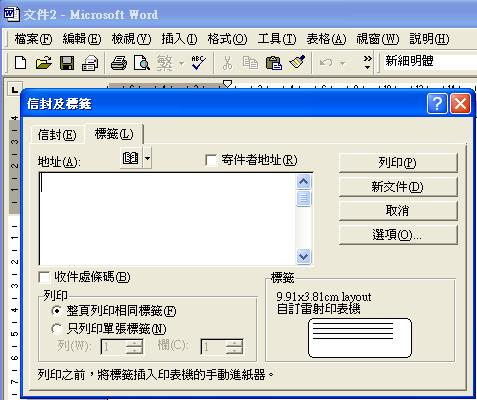 文件2 - Microsoft Word
檔案(F) 編輯(E) 檢視(V) 插入(I) 格式(O) 工具(T) 表格(A) 視窗(W) 說明(H)
繁 ABC 新細明體
信封及標籤
信封(E) 標籤(L)
地址(A): 寄件者地址(R)
列印(P)
新文件(D)
取消
選項(O)...
收件處條碼(B)
列印
整頁列印相同標籤(F)
只列印單張標籤(N)
列(W): 1 欄(C): 1
標籤
9.91x3.81cm layout
自訂雷射印表機
列印之前，將標籤插入印表機的手動進紙器。